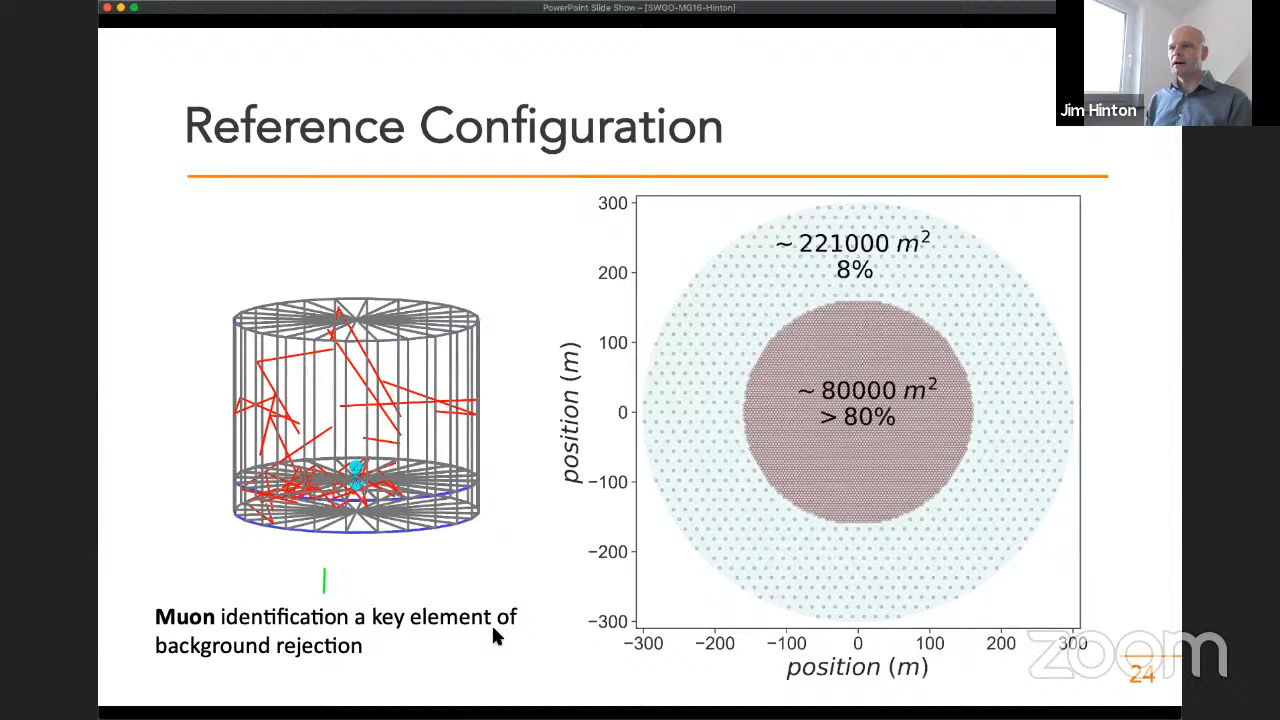 PowerPoint Slide Show – [SWGO-MG16-Hinton]
Jim Hinton
Reference Configuration
300
200
100
0
−100
−200
−300
position (m)
~ 221000 m²
8%
~ 80000 m²
> 80%
−300 −200 −100 0 100 200 300
position (m)
Muon identification a key element of
background rejection
zoom
24